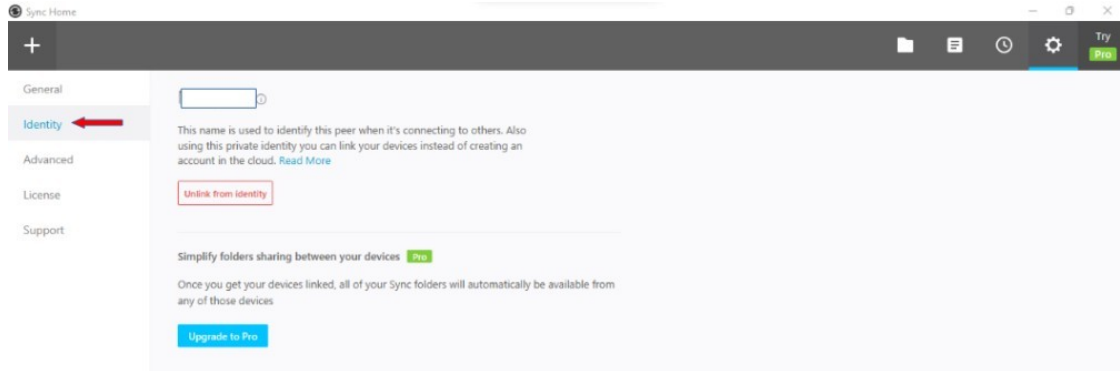 Sync Home
Try
Pro
General
Identity
Advanced
License
Support
This name is used to identify this peer when it's connecting to others. Also
using this private identity you can link your devices instead of creating an
account in the cloud. Read More
Unlink from identity
Simplify folders sharing between your devices Pro
Once you get your devices linked, all of your Sync folders will automatically be available from
any of those devices
Upgrade to Pro